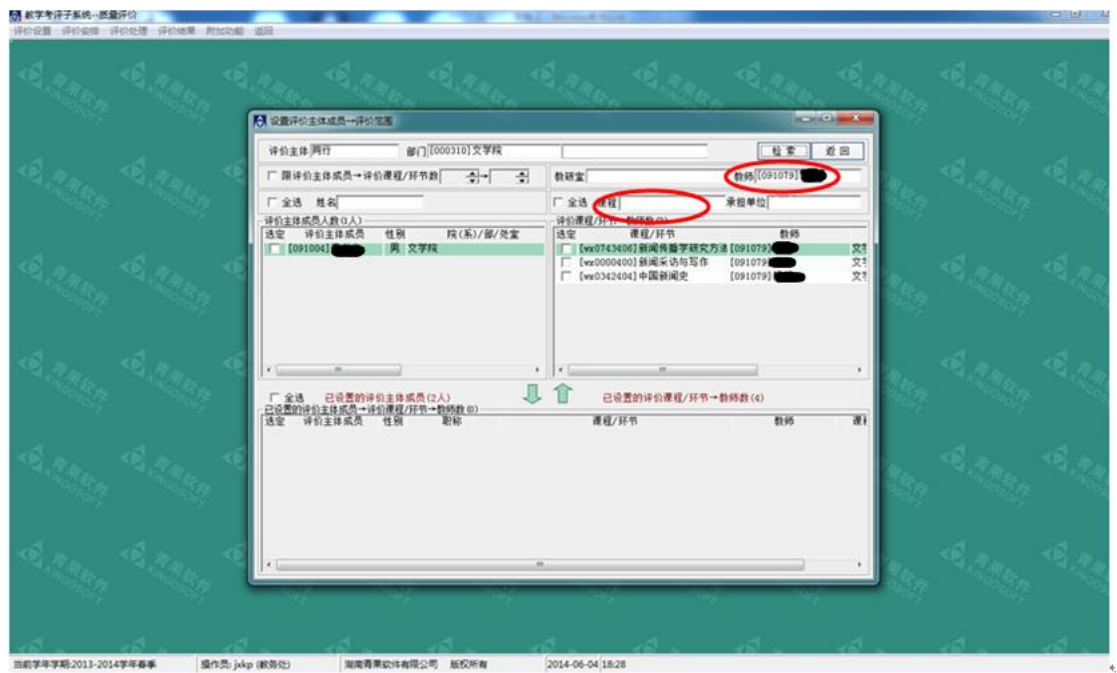 教学考评子系统--质量评价
评价设置 评价安排 评价处理 评价结果 附加功能 返回
设置评价主体成员→评价范围
评价主体 同行 部门 [000310]文学院 检索 返回
限评价主体成员→评价课程/环节数 → 教研室 教师 [091079]
全选 姓名 全选 课程 承担单位
评价主体成员人数(1人) 评价课程/环节→教师数(3)
选定 评价主体成员 性别 院(系)/部/处室 选定 课程/环节 教师
[091004] 男 文学院 [wx0743406]新闻传播学研究方法 [091079]
[wx0000400]新闻采访与写作 [091079]
[wx0342404]中国新闻史 [091079]
全选 已设置的评价主体成员(2人) 已设置的评价课程/环节→教师数(4)
已设置的评价主体成员→评价课程/环节→教师数(0)
选定 评价主体成员 性别 职称 课程/环节 教师
当前学年学期:2013-2014学年春季 操作员: jxkp (教务处) 湖南青果软件有限公司 版权所有 2014-06-04 18:28
青果软件
KINGOSOFT